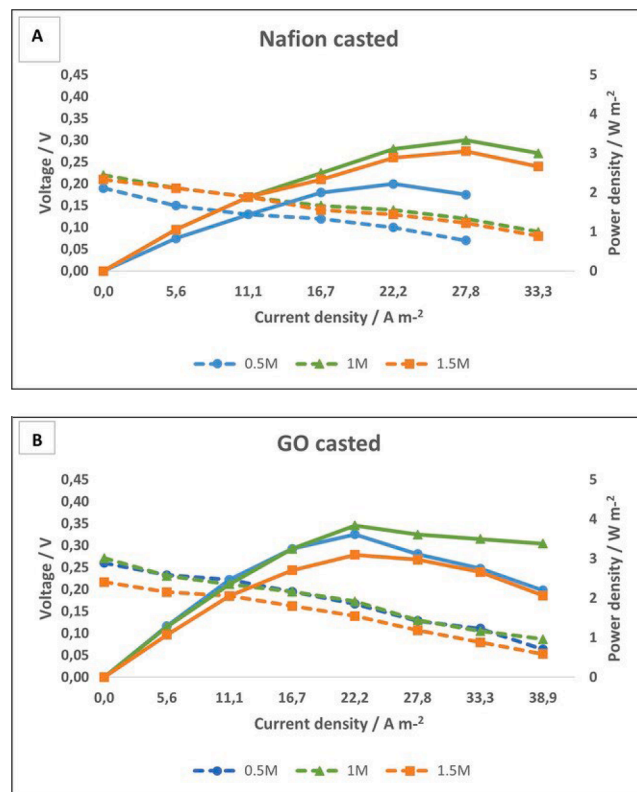 A
Nafion casted
0,45
0,40
0,35
0,30
0,25
0,20
0,15
0,10
0,05
0,00
Voltage / V
5
4
3
2
1
0
Power density / W m-2
0,0 5,6 11,1 16,7 22,2 27,8 33,3
Current density / A m-2
0.5M 1M 1.5M
B
GO casted
0,45
0,40
0,35
0,30
0,25
0,20
0,15
0,10
0,05
0,00
Voltage / V
5
4
3
2
1
0
Power density / W m-2
0,0 5,6 11,1 16,7 22,2 27,8 33,3 38,9
Current density / A m-2
0.5M 1M 1.5M